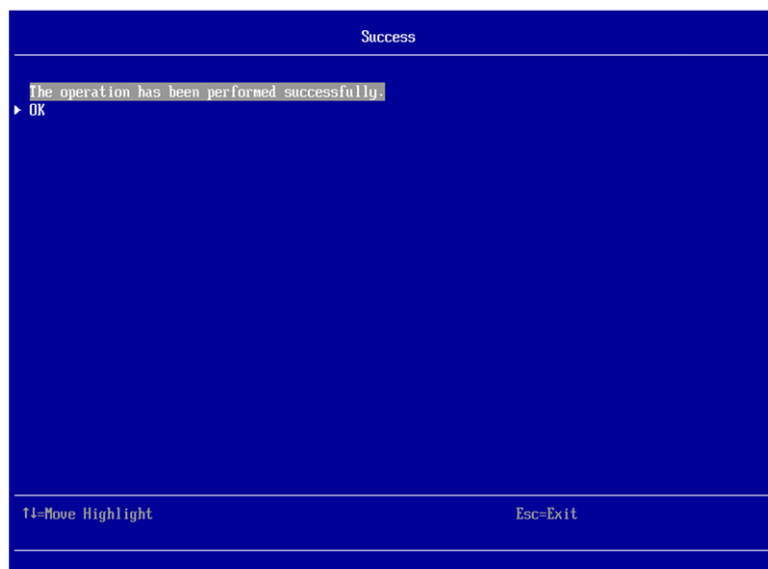 Success
The operation has been performed successfully.
▶ OK
↑↓=Move Highlight Esc=Exit